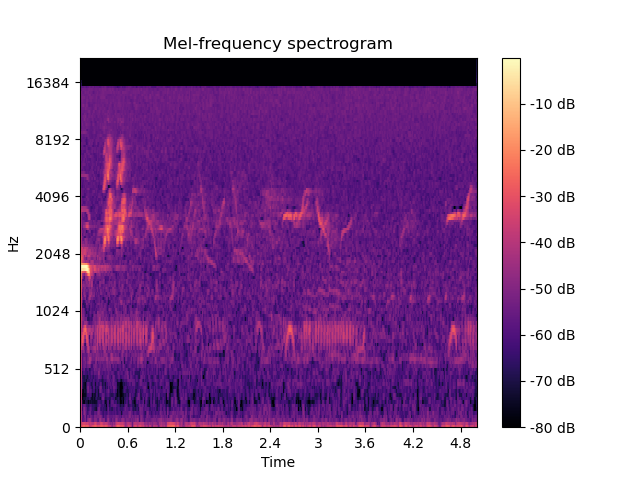 Mel-frequency spectrogram
16384
8192
4096
2048
1024
512
0
Hz
0 0.6 1.2 1.8 2.4 3 3.6 4.2 4.8
Time
-10 dB
-20 dB
-30 dB
-40 dB
-50 dB
-60 dB
-70 dB
-80 dB